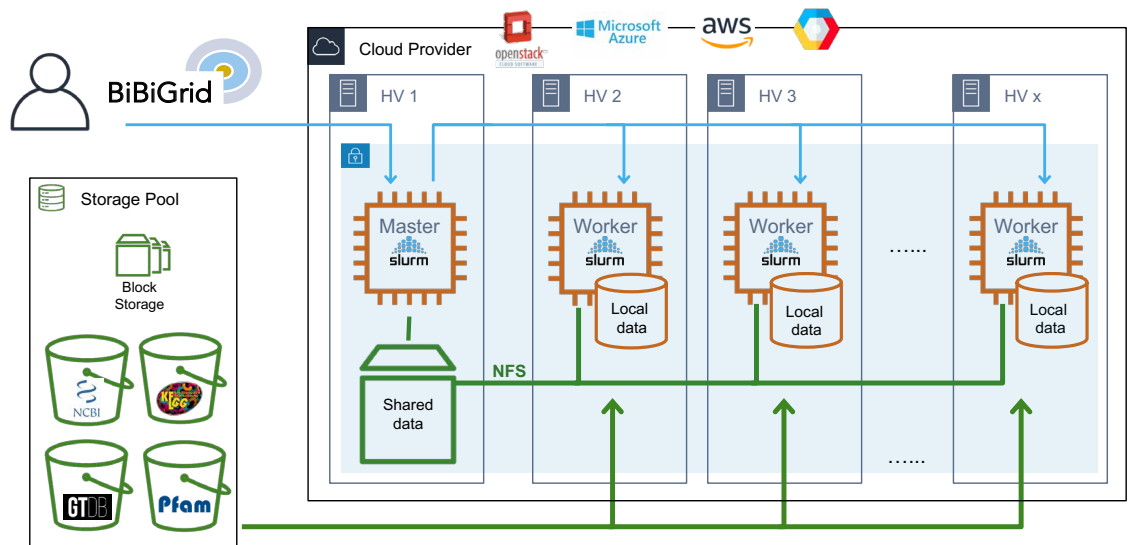 BiBiGrid
Cloud Provider
openstack
CLOUD SOFTWARE
Microsoft
Azure
aws
HV 1
HV 2
HV 3
HV x
Storage Pool
Block
Storage
NCBI
KEGG
GTDB
Pfam
Master
slurm
Worker
slurm
Worker
slurm
Worker
slurm
......
Local
data
Local
data
Local
data
NFS
Shared
data
......